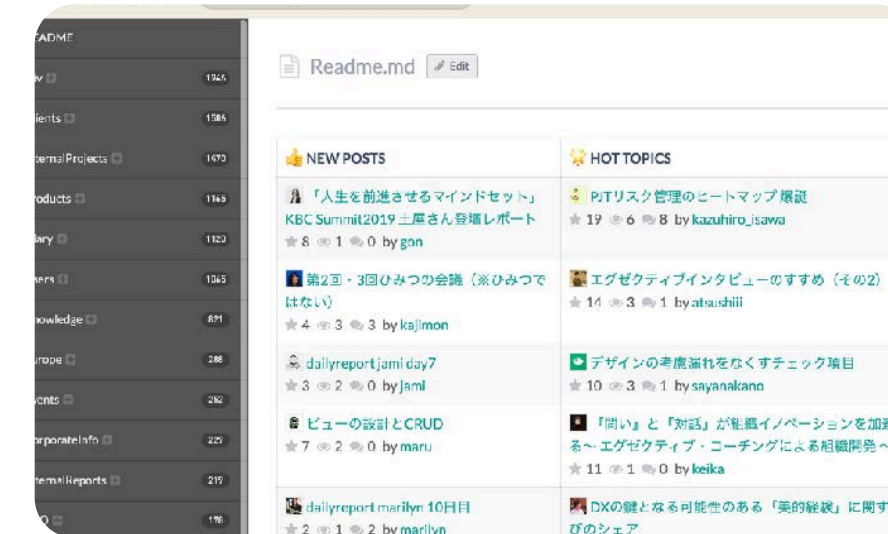 README
1586
ternalProjects
1470
oducts
1120
1065
nowledge
821
urope
288
vents
262
orporateInfo
229
ternalReports
219
178
Readme.md Edit
NEW POSTS
「人生を前進させるマインドセット」
KBC Summit2019 土屋さん登壇レポート
8 1 0 by gon
第2回・3回ひみつの会議（※ひみつで
はない）
4 3 3 by kajimon
dailyreport jami day7
3 2 0 by jami
ビューの設計とCRUD
7 2 0 by maru
dailyreport marilyn 10日目
2 1 2 by marilyn
HOT TOPICS
PJTリスク管理のヒートマップ爆誕
19 6 8 by kazuhiro_isawa
エグゼクティブインタビューのすすめ（その2）
14 3 1 by atsushiii
デザインの考慮漏れをなくすチェック項目
10 3 1 by sayanakano
『問い』と『対話』が組織イノベーションを加速
る〜エグゼクティブ・コーチングによる組織開発〜
11 1 0 by keika
DXの鍵となる可能性のある「美的経験」に関す
びのシェア